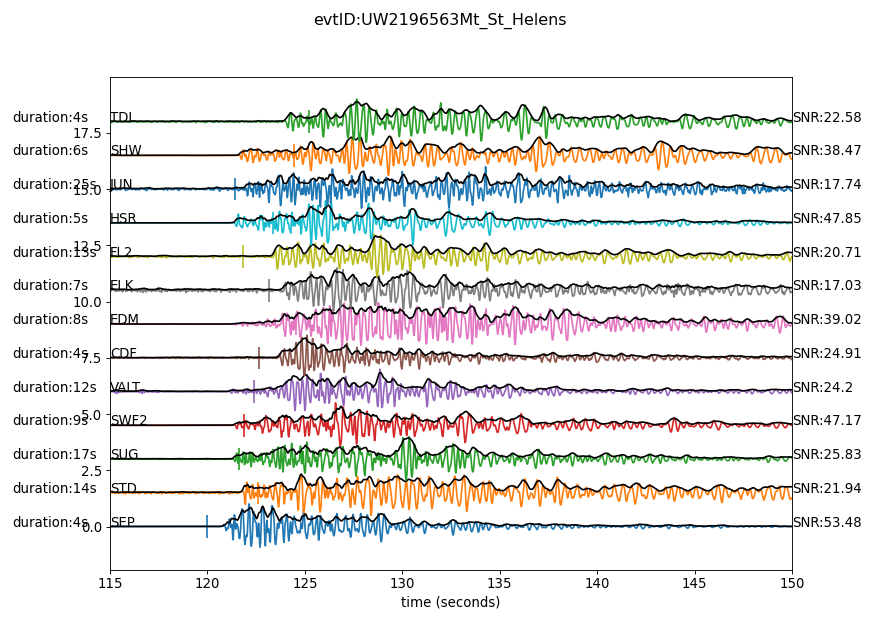 evtID:UW2196563Mt_St_Helens
duration:4s TDL SNR:22.58
17.5
duration:6s SHW SNR:38.47
duration:25s JUN SNR:17.74
15.0
duration:5s HSR SNR:47.85
12.5
duration:13s FL2 SNR:20.71
duration:7s ELK SNR:17.03
10.0
duration:8s EDM SNR:39.02
duration:4s CDF SNR:24.91
7.5
duration:12s VALT SNR:24.2
5.0
duration:9s SWF2 SNR:47.17
duration:17s SUG SNR:25.83
2.5
duration:14s STD SNR:21.94
duration:4s SEP SNR:53.48
0.0
115 120 125 130 135 140 145 150
time (seconds)